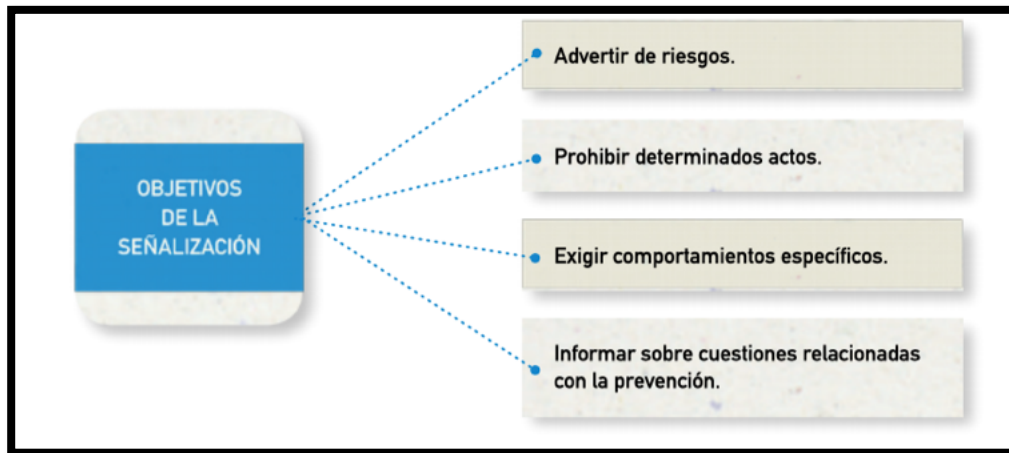 OBJETIVOS
DE LA
SEÑALIZACIÓN
Advertir de riesgos.
Prohibir determinados actos.
Exigir comportamientos específicos.
Informar sobre cuestiones relacionadas
con la prevención.